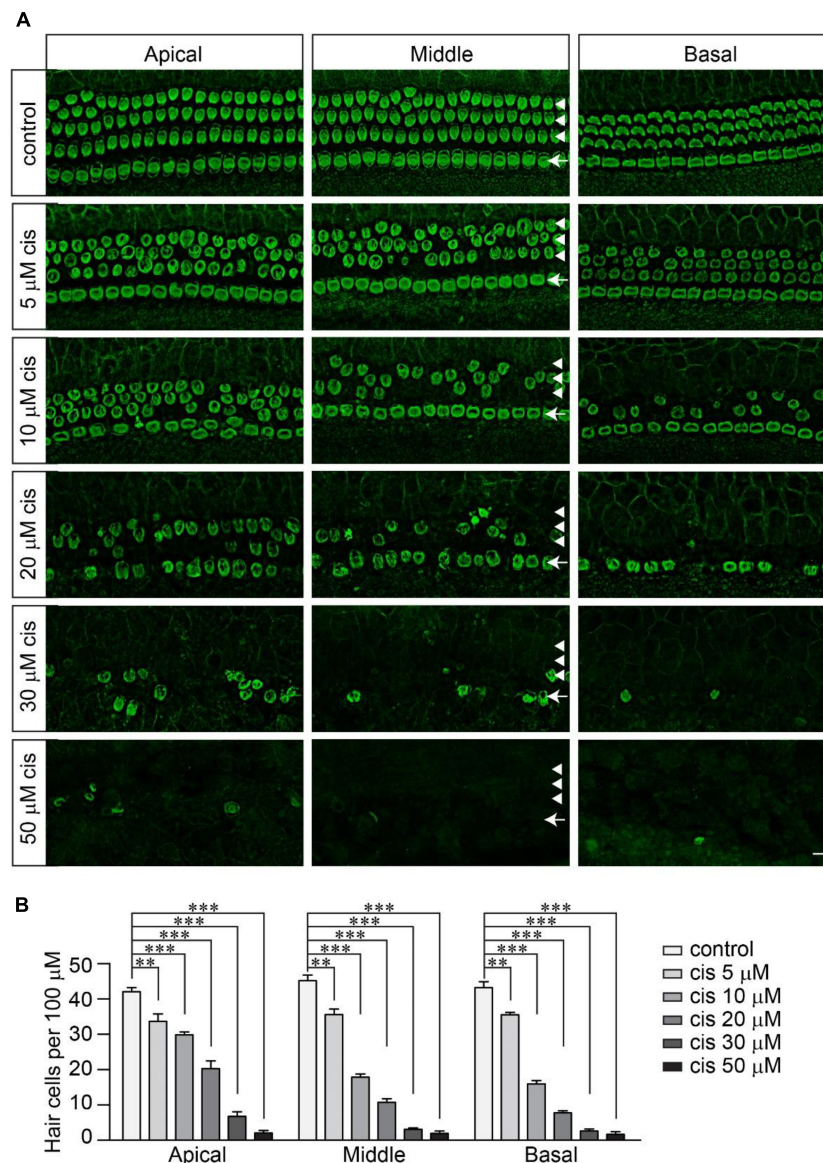 A
Apical Middle Basal
control
5 µM cis
10 µM cis
20 µM cis
30 µM cis
50 µM cis
B
*** *** ***
*** *** ***
*** *** ***
*** *** ***
** ** **
Hair cells per 100 µM
50
40
30
20
10
0
Apical Middle Basal
control
cis 5 µM
cis 10 µM
cis 20 µM
cis 30 µM
cis 50 µM